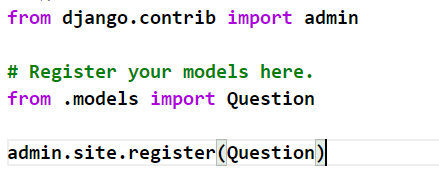 from django.contrib import admin
# Register your models here.
from .models import Question
admin.site.register(Question)